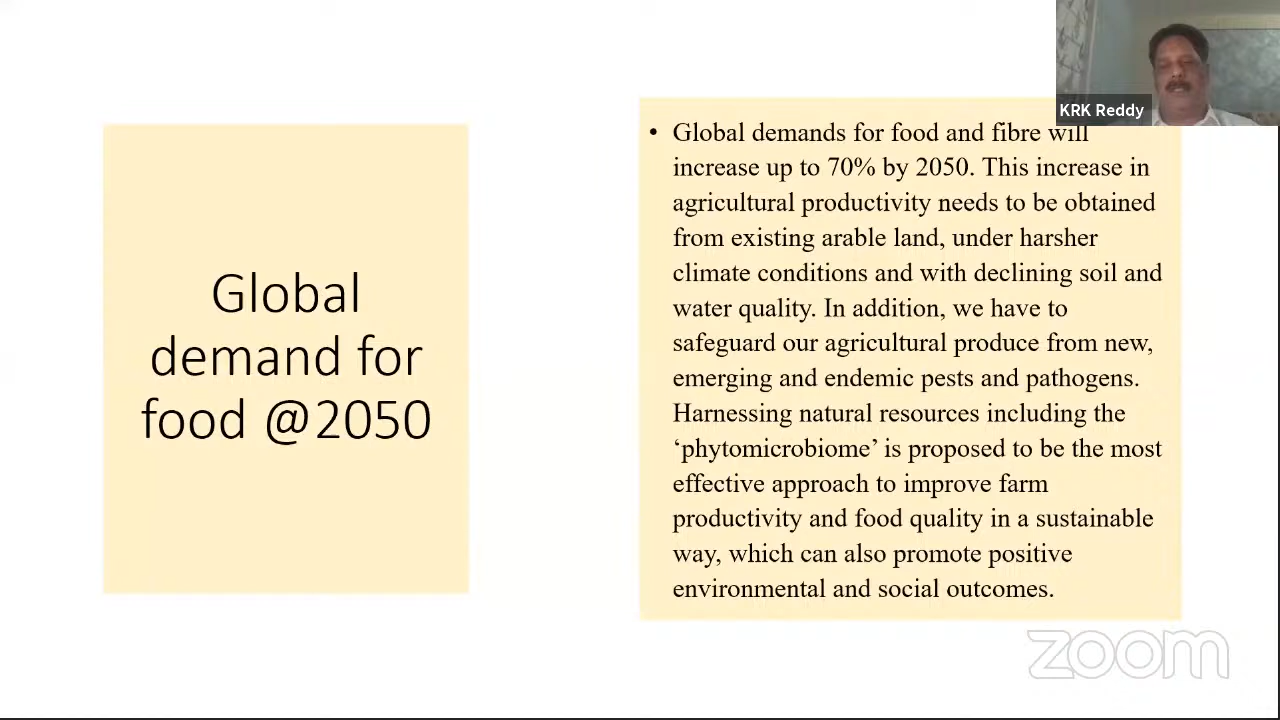 KRK Reddy
Global
demand for
food @2050
• Global demands for food and fibre will
increase up to 70% by 2050. This increase in
agricultural productivity needs to be obtained
from existing arable land, under harsher
climate conditions and with declining soil and
water quality. In addition, we have to
safeguard our agricultural produce from new,
emerging and endemic pests and pathogens.
Harnessing natural resources including the
‘phytomicrobiome’ is proposed to be the most
effective approach to improve farm
productivity and food quality in a sustainable
way, which can also promote positive
environmental and social outcomes.
zoom